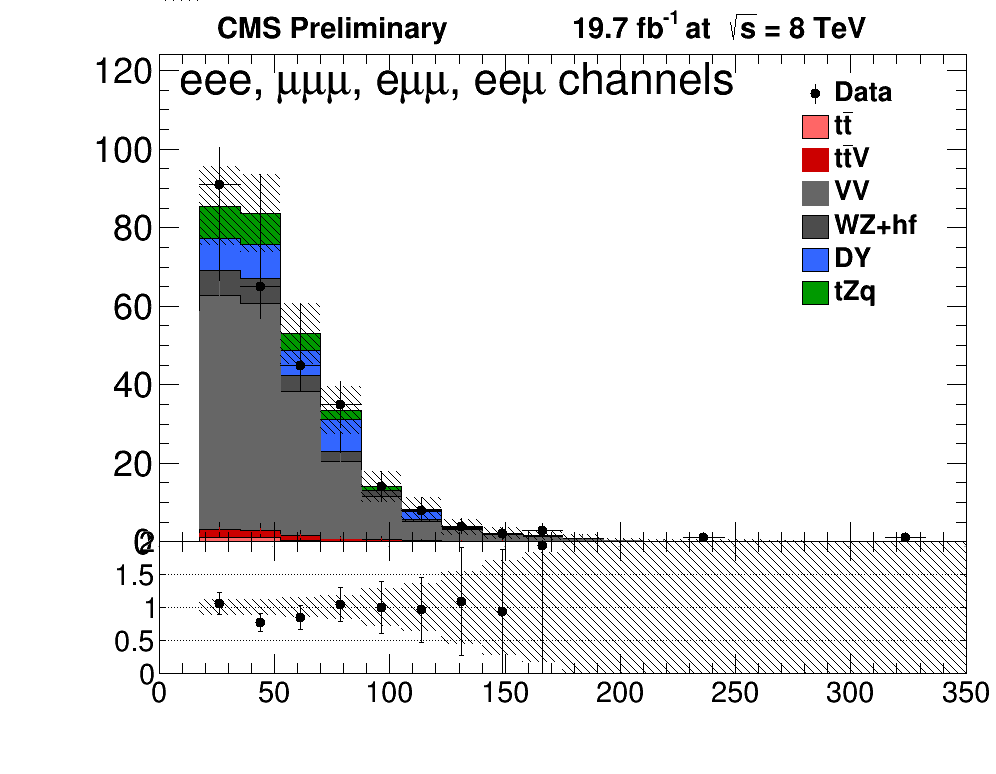 CMS Preliminary 19.7 fb⁻¹ at √s = 8 TeV
eee, μμμ, eμμ, eeμ channels
120
100
80
60
40
20
0
Data
tt̄
tt̄V
VV
WZ+hf
DY
tZq
2
1.5
1
0.5
0
0 50 100 150 200 250 300 350